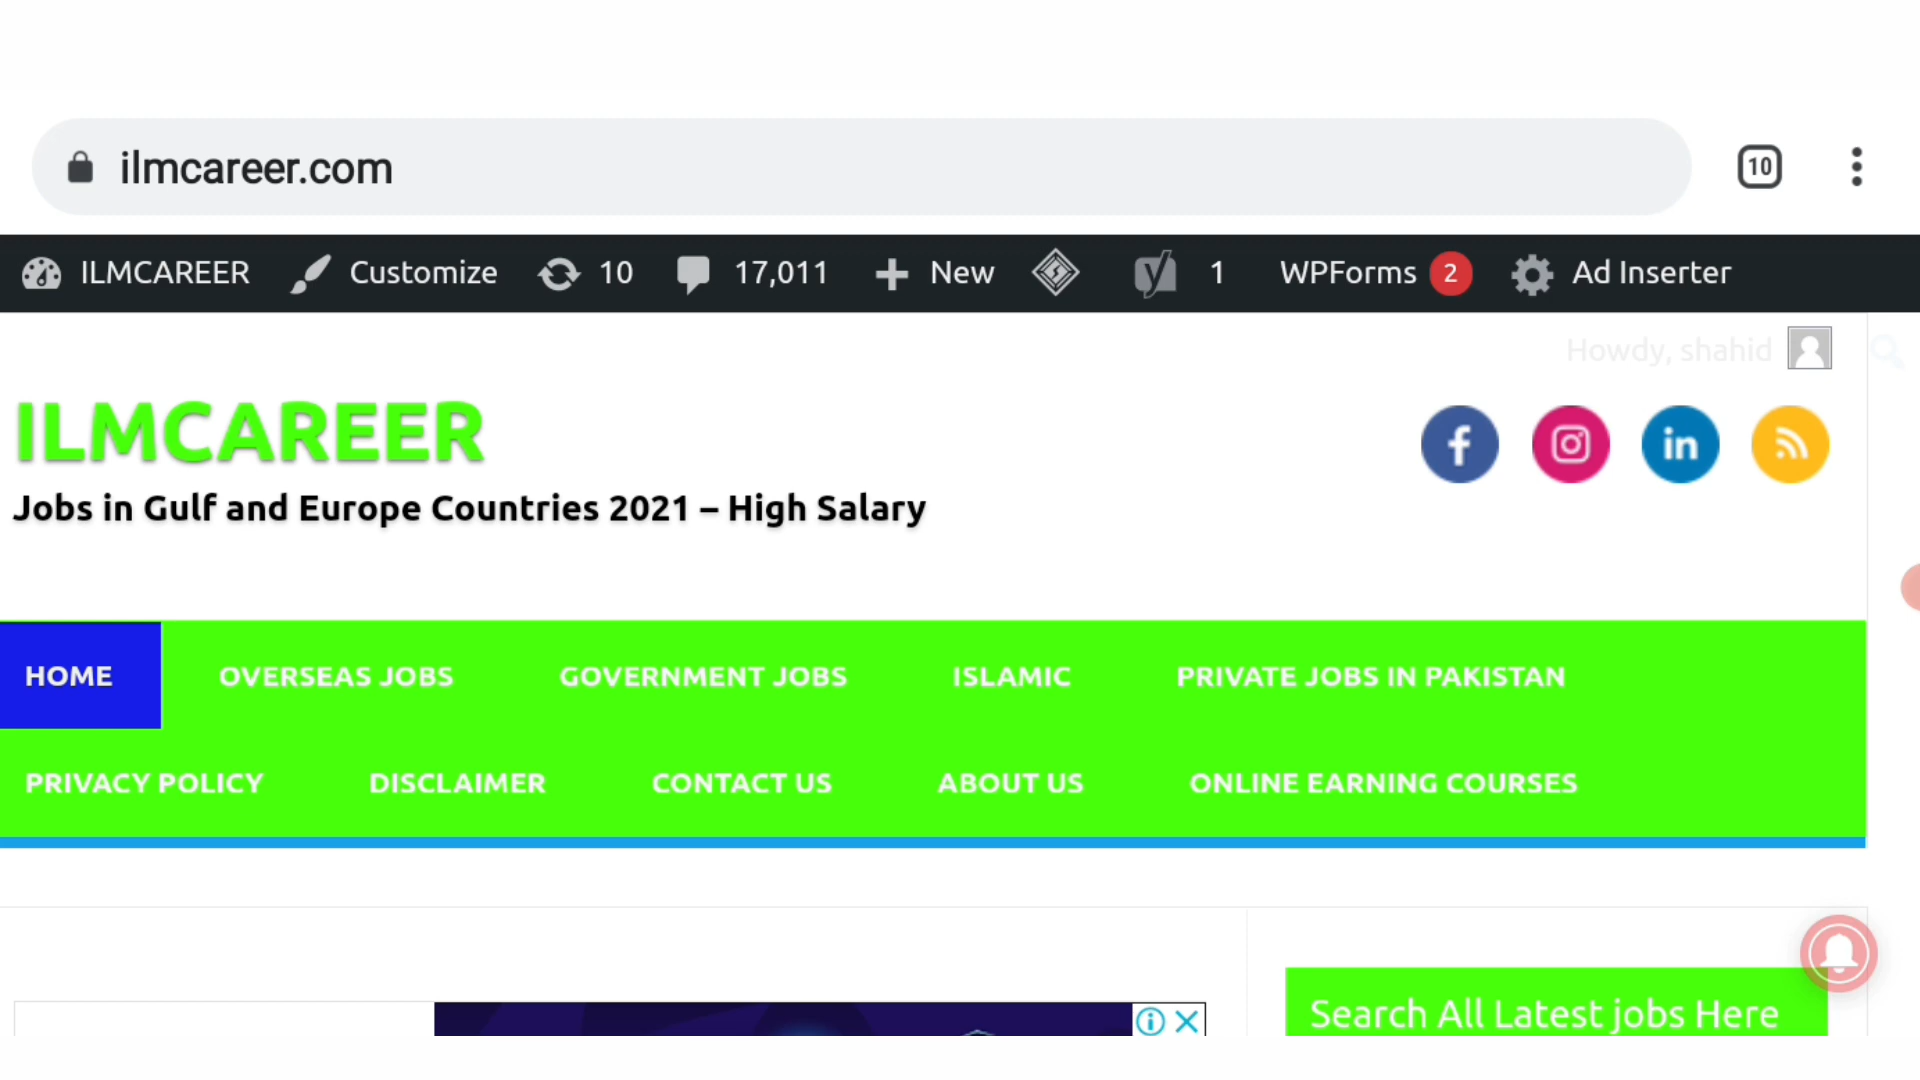 ilmcareer.com
10
ILMCAREER Customize 10 17,011 New 1 WPForms 2 Ad Inserter
Howdy, shahid
ILMCAREER
Jobs in Gulf and Europe Countries 2021 – High Salary
HOME OVERSEAS JOBS GOVERNMENT JOBS ISLAMIC PRIVATE JOBS IN PAKISTAN
PRIVACY POLICY DISCLAIMER CONTACT US ABOUT US ONLINE EARNING COURSES
Search All Latest jobs Here